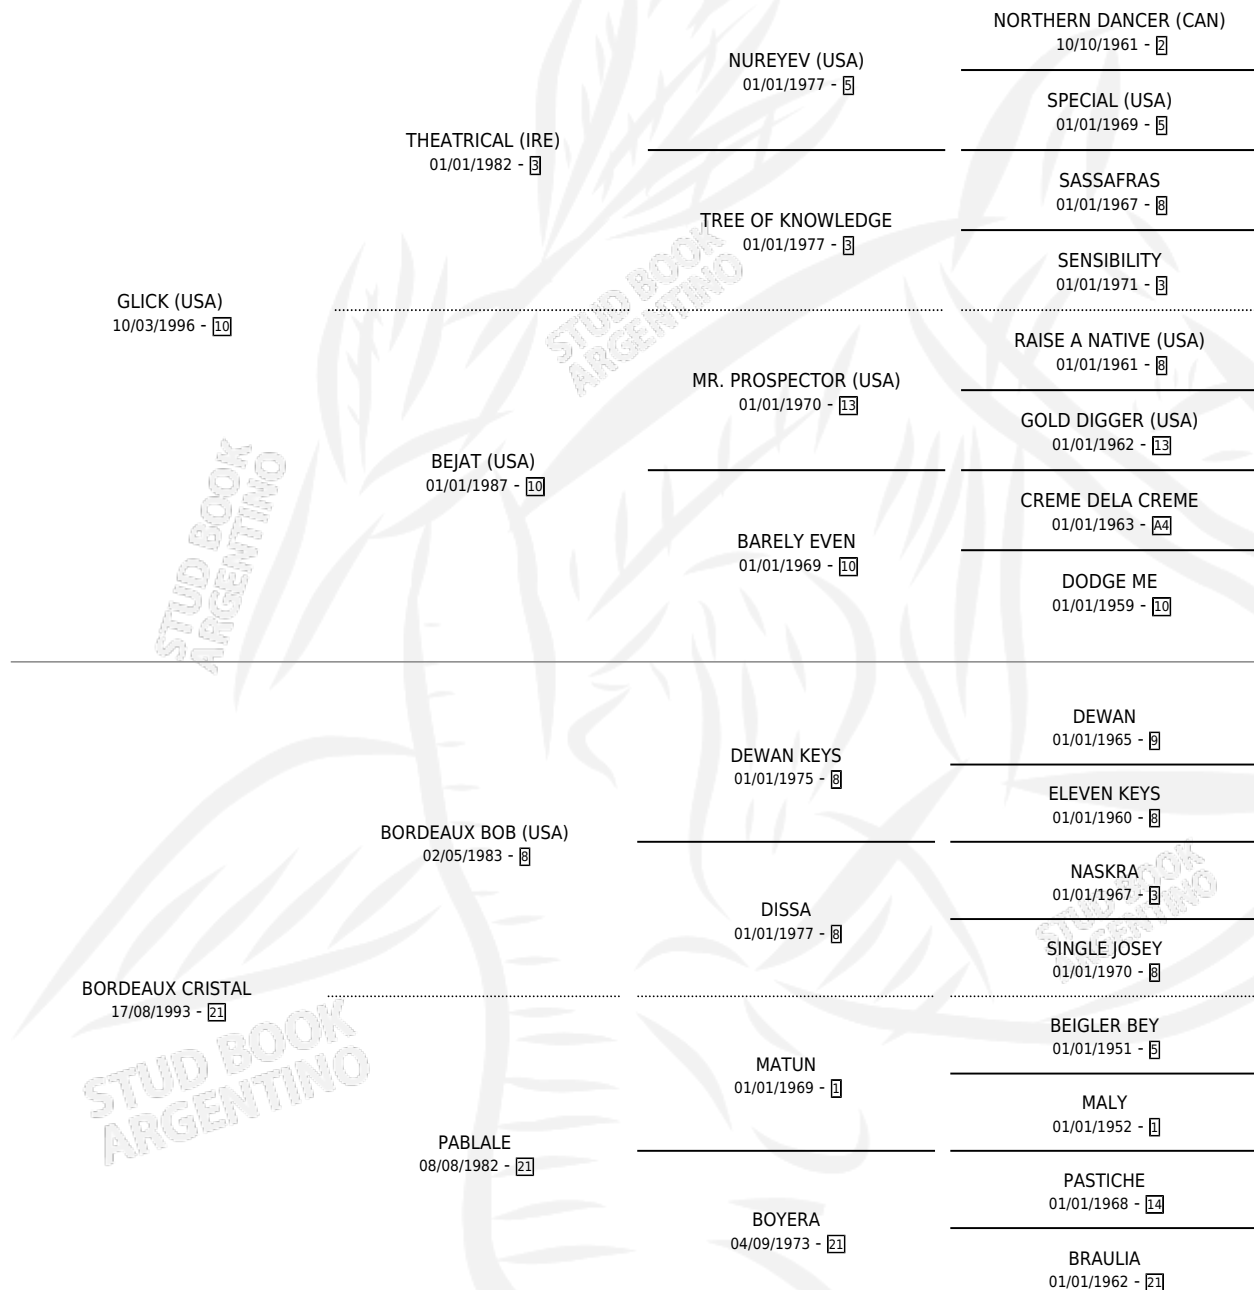 NORTHERN DANCER (CAN)
10/10/1961 - 2
NUREYEV (USA)
01/01/1977 - 5
SPECIAL (USA)
01/01/1969 - 5
THEATRICAL (IRE)
01/01/1982 - 3
SASSAFRAS
01/01/1967 - 8
TREE OF KNOWLEDGE
01/01/1977 - 3
SENSIBILITY
01/01/1971 - 3
GLICK (USA)
10/03/1996 - 10
STUD BOOK
ARGENTINO
RAISE A NATIVE (USA)
01/01/1961 - 8
MR. PROSPECTOR (USA)
01/01/1970 - 13
GOLD DIGGER (USA)
01/01/1962 - 13
BEJAT (USA)
01/01/1987 - 10
CREME DELA CREME
01/01/1963 - A4
BARELY EVEN
01/01/1969 - 10
DODGE ME
01/01/1959 - 10
STUD BOOK
ARGENTINO
DEWAN
01/01/1965 - 9
DEWAN KEYS
01/01/1975 - 8
ELEVEN KEYS
01/01/1960 - 8
BORDEAUX BOB (USA)
02/05/1983 - 8
NASKRA
01/01/1967 - 3
DISSA
01/01/1977 - 8
SINGLE JOSEY
01/01/1970 - 8
STUD BOOK
ARGENTINO
BORDEAUX CRISTAL
17/08/1993 - 21
BEIGLER BEY
01/01/1951 - 5
MATUN
01/01/1969 - 1
MALY
01/01/1952 - 1
STUD BOOK
ARGENTINO
PABLALE
08/08/1982 - 21
PASTICHE
01/01/1968 - 14
BOYERA
04/09/1973 - 21
BRAULIA
01/01/1962 - 21